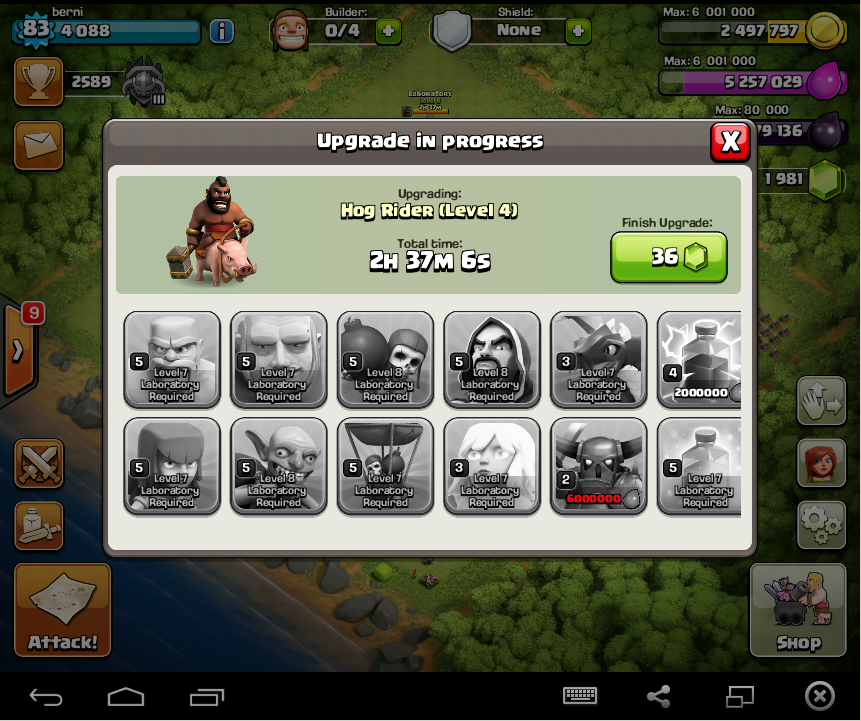 berni
83
4 088
Builder:
0/4
Shield:
None
Max: 6 001 000
2 497 797
2589
III
Max: 6 001 000
5 257 029
Laboratory
2h 37m
Max: 80 000
79 136
1 981
Upgrade in progress
X
Upgrading:
Hog Rider (Level 4)
Total time:
2h 37m 6s
Finish Upgrade:
36
9
5
Level 7
Laboratory
Required
5
Level 7
Laboratory
Required
5
Level 8
Laboratory
Required
5
Level 8
Laboratory
Required
3
Level 7
Laboratory
Required
4
2000000
5
Level 7
Laboratory
Required
5
Level 8
Laboratory
Required
5
Level 7
Laboratory
Required
3
Level 7
Laboratory
Required
2
6000000
5
Level 7
Laboratory
Required
Attack!
Shop